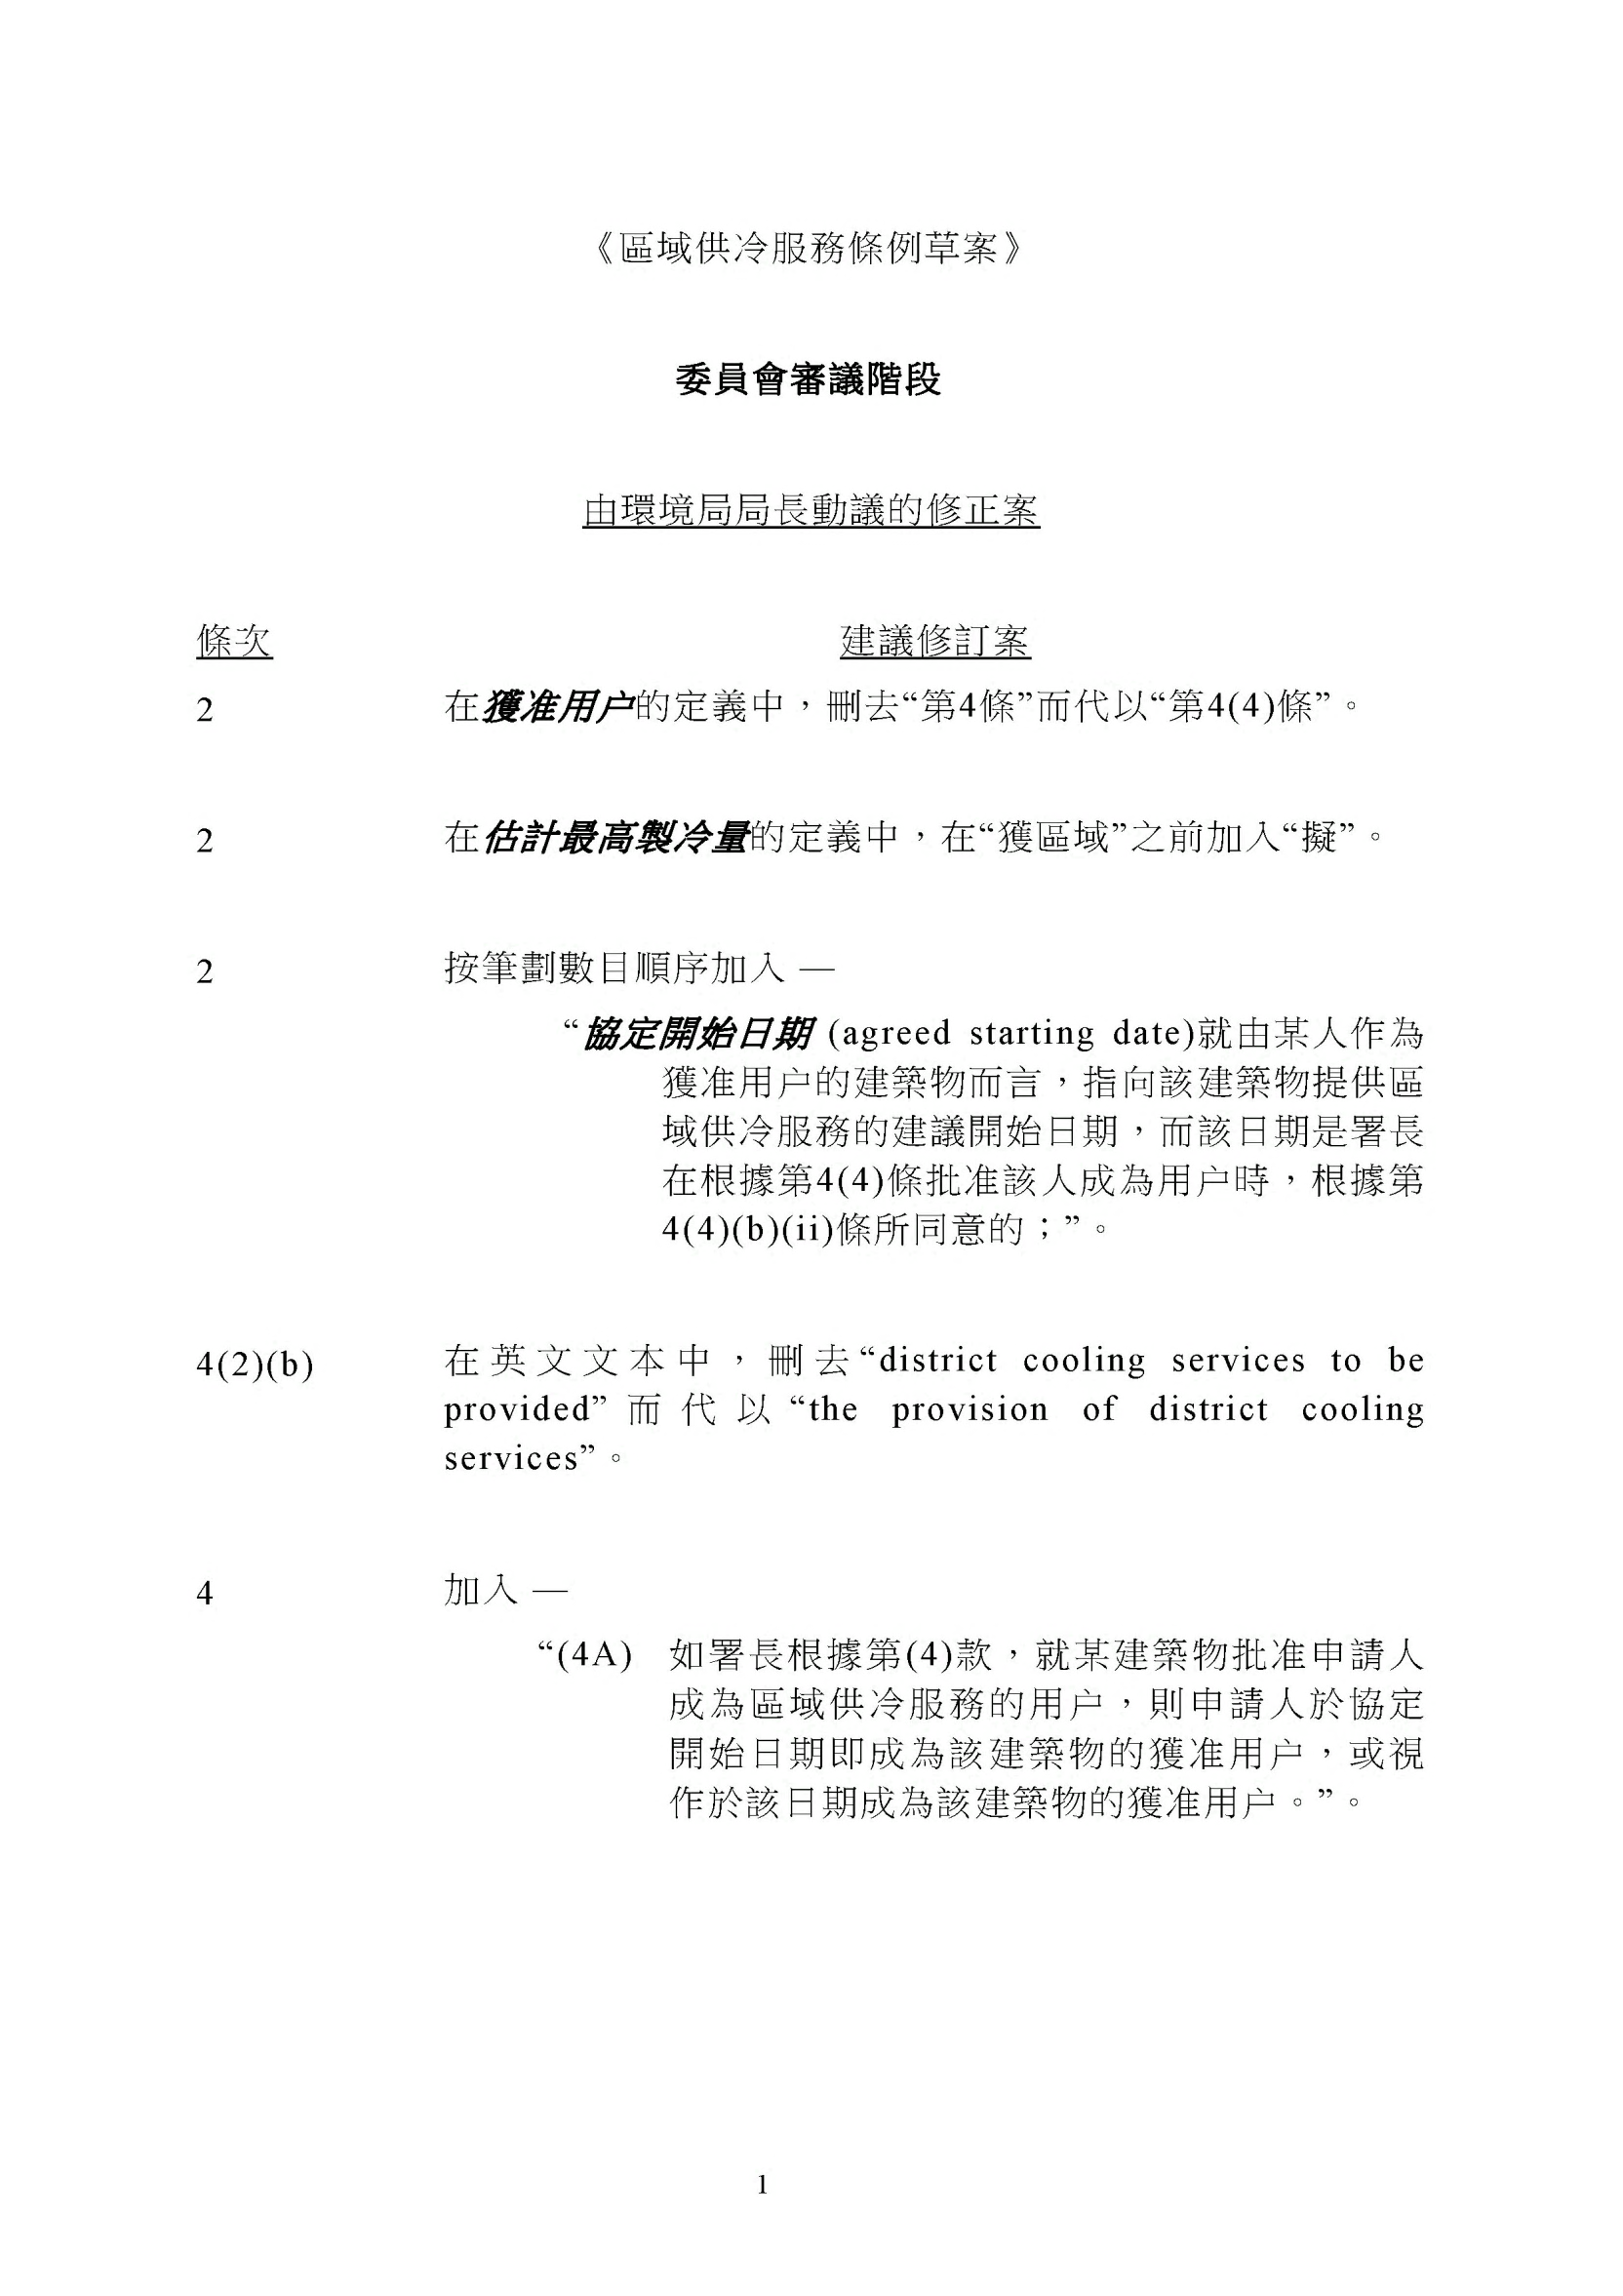 《區域供冷服務條例草案》
委員會審議階段
由環境局局長動議的修正案
條次 建議修訂案
2 在獲准用户的定義中，刪去“第4條”而代以“第4(4)條”。
2 在估計最高製冷量的定義中，在“獲區域”之前加入“擬”。
2 按筆劃數目順序加入 —
“協定開始日期 (agreed starting date)就由某人作為
獲准用户的建築物而言，指向該建築物提供區
域供冷服務的建議開始日期，而該日期是署長
在根據第4(4)條批准該人成為用户時，根據第
4(4)(b)(ii)條所同意的；”。
4(2)(b) 在英文文本中，刪去“district cooling services to be
provided”而代以“the provision of district cooling
services”。
4 加入 —
“(4A) 如署長根據第(4)款，就某建築物批准申請人
成為區域供冷服務的用户，則申請人於協定
開始日期即成為該建築物的獲准用户，或視
作於該日期成為該建築物的獲准用户。”。
1